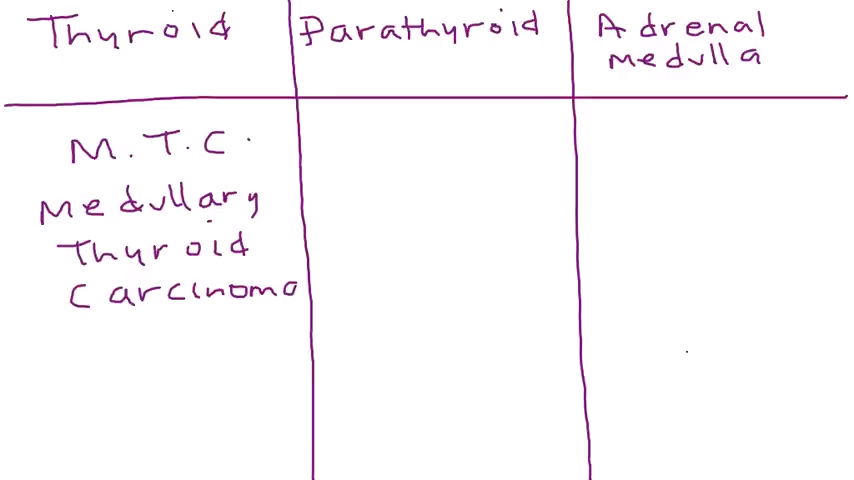 Thyroid
Parathyroid
Adrenal
medulla
M.T.C.
Medullary
Thyroid
Carcinoma